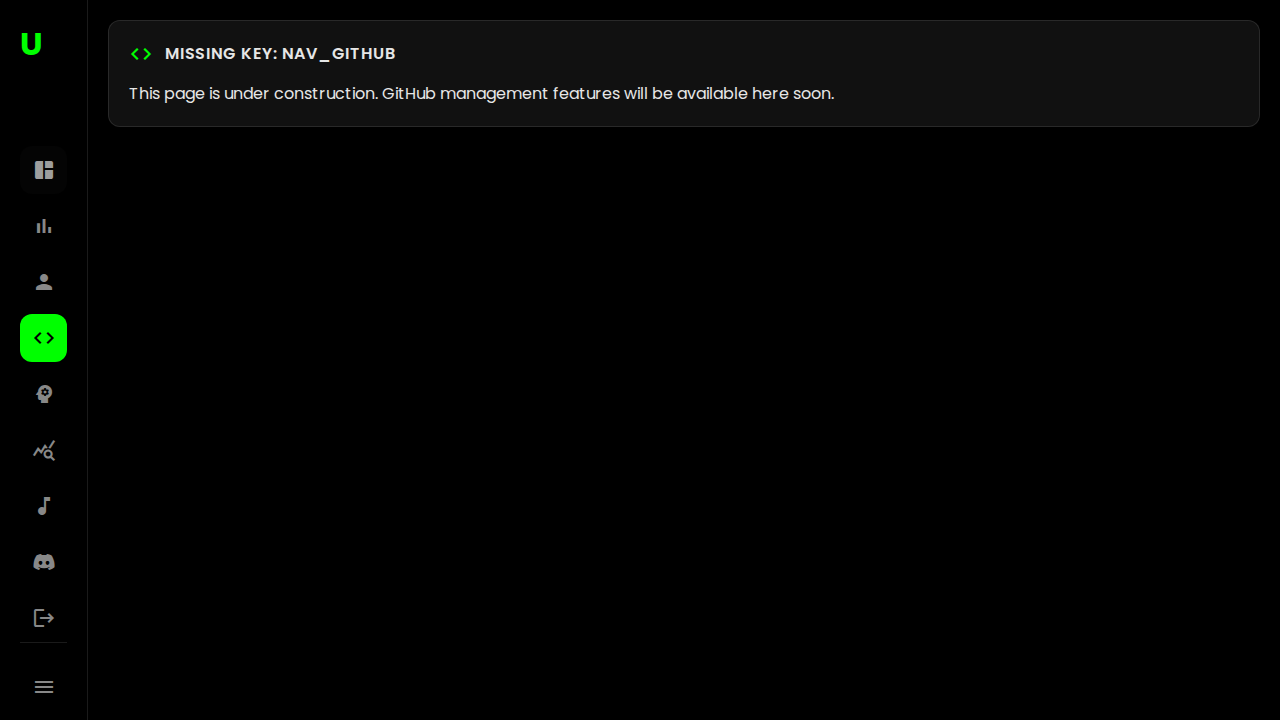 U
MISSING KEY: NAV_GITHUB
This page is under construction. GitHub management features will be available here soon.